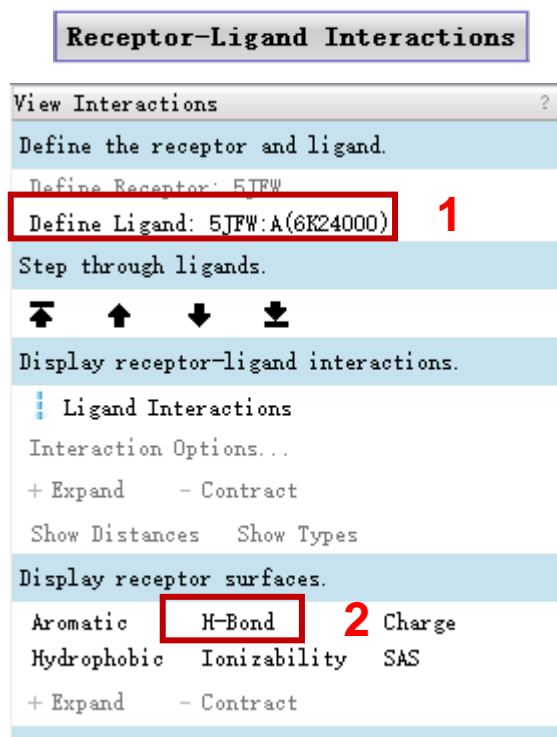 Receptor-Ligand Interactions
View Interactions ?
Define the receptor and ligand.
Define Receptor: 5JFW
Define Ligand: 5JFW:A(6K24000) 1
Step through ligands.
Display receptor-ligand interactions.
Ligand Interactions
Interaction Options...
+ Expand - Contract
Show Distances Show Types
Display receptor surfaces.
Aromatic H-Bond 2 Charge
Hydrophobic Ionizability SAS
+ Expand - Contract